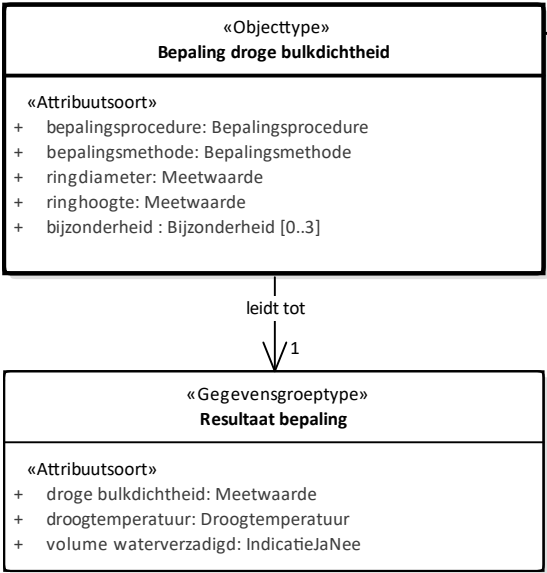 «Objecttype»
Bepaling droge bulkdichtheid
«Attribuutsoort»
+ bepalingsprocedure: Bepalingsprocedure
+ bepalingsmethode: Bepalingsmethode
+ ringdiameter: Meetwaarde
+ ringhoogte: Meetwaarde
+ bijzonderheid : Bijzonderheid [0..3]
leidt tot
1
«Gegevensgroeptype»
Resultaat bepaling
«Attribuutsoort»
+ droge bulkdichtheid: Meetwaarde
+ droogtemperatuur: Droogtemperatuur
+ volume waterverzadigd: IndicatieJaNee